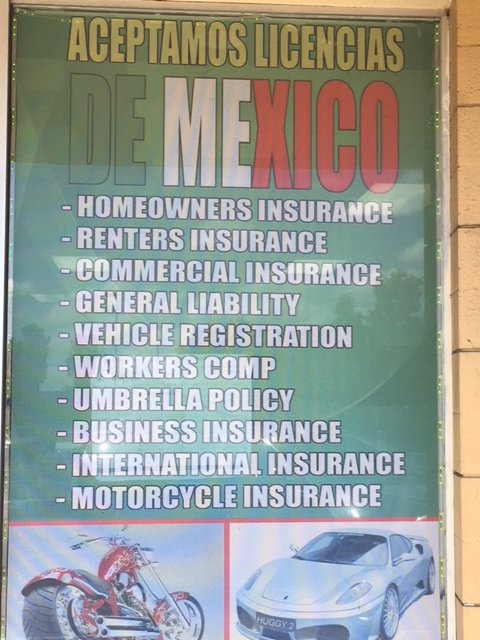 ACEPTAMOS LICENCIAS
DE MEXICO
- HOMEOWNERS INSURANCE
- RENTERS INSURANCE
- COMMERCIAL INSURANCE
- GENERAL LIABILITY
- VEHICLE REGISTRATION
- WORKERS COMP
- UMBRELLA POLICY
- BUSINESS INSURANCE
- INTERNATIONAL INSURANCE
- MOTORCYCLE INSURANCE
HUGGY 2